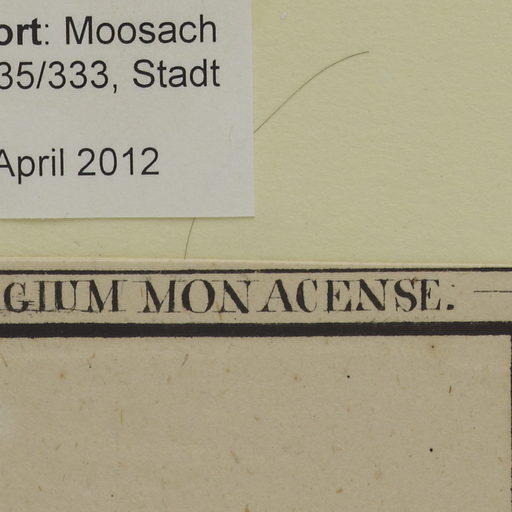 ort: Moosach
35/333, Stadt
April 2012
GIUM MONACENSE.